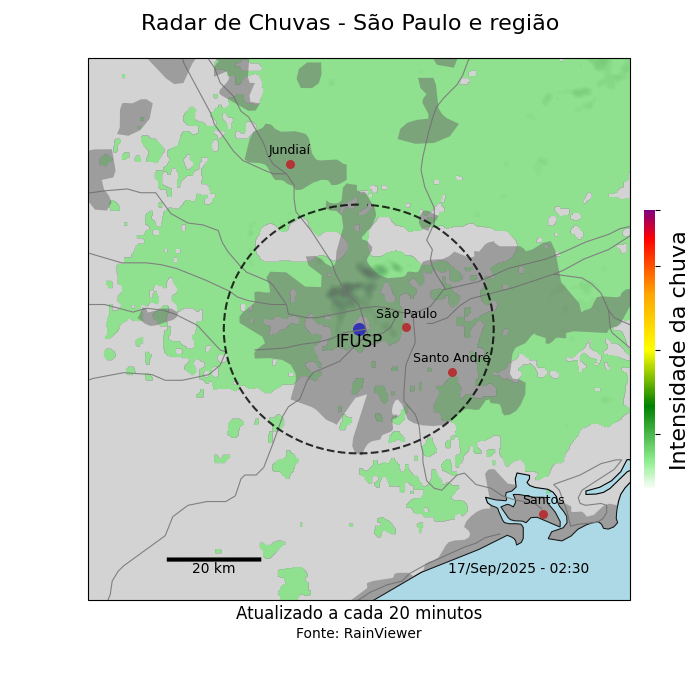 Radar de Chuvas - São Paulo e região
Jundiaí
São Paulo
IFUSP
Santo André
Santos
20 km
17/Sep/2025 - 02:30
Intensidade da chuva
Atualizado a cada 20 minutos
Fonte: RainViewer